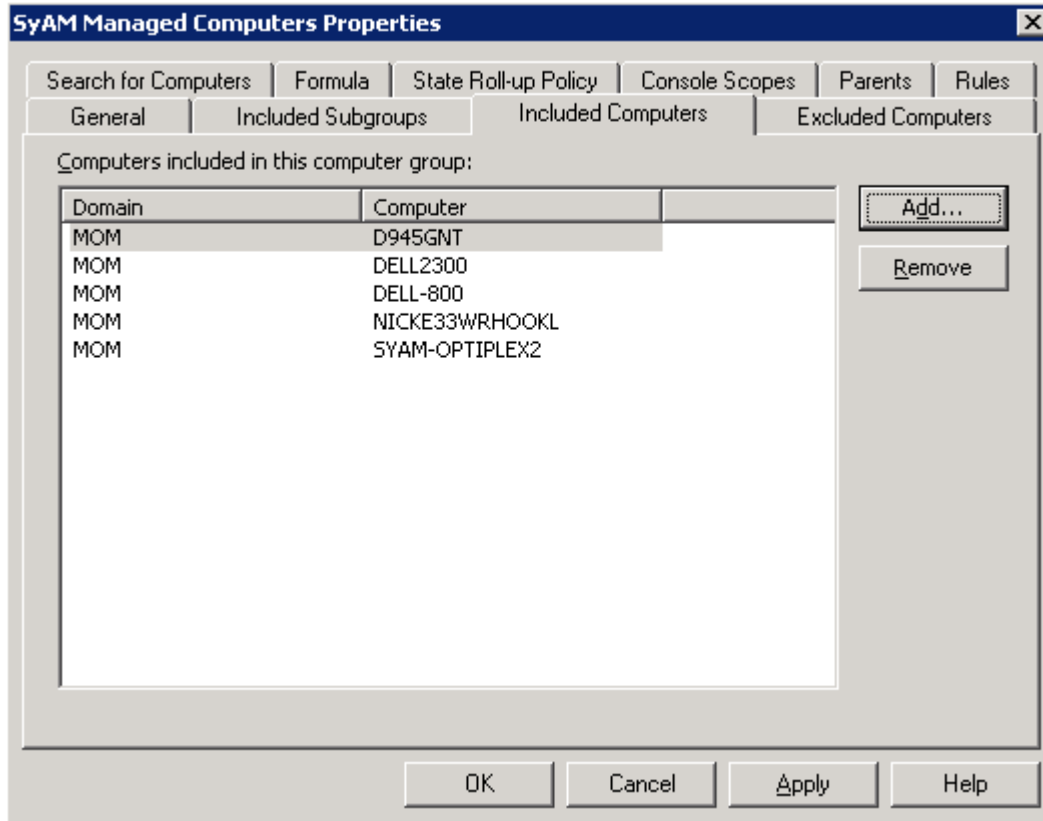 SyAM Managed Computers Properties
Search for Computers Formula State Roll-up Policy Console Scopes Parents Rules
General Included Subgroups Included Computers Excluded Computers
Computers included in this computer group:
Domain Computer
Add...
MOM D945GNT
MOM DELL2300
Remove
MOM DELL-800
MOM NICKE33WRHOOKL
MOM SYAM-OPTIPLEX2
OK Cancel Apply Help